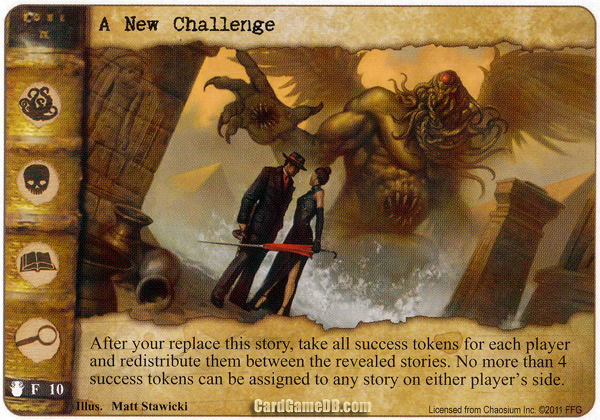 A New Challenge
After your replace this story, take all success tokens for each player
and redistribute them between the revealed stories. No more than 4
success tokens can be assigned to any story on either player's side.
F 10
Illus. Matt Stawicki
CardGameDB.com
Licensed from Chaosium Inc. ©2011 FFG